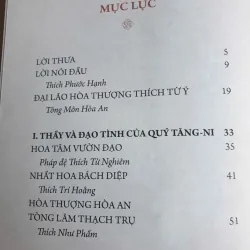 MỤC LỤC
LỜI THƯA 5
LỜI NÓI ĐẦU 9
Thích Phước Hạnh
ĐẠI LÃO HÒA THƯỢNG THÍCH TỪ Ý 19
Tông Môn Hòa An
I. THẦY VÀ ĐẠO TÌNH CỦA QUÝ TĂNG-NI 33
HOA TÂM VƯỜN ĐẠO 35
Pháp đệ Thích Từ Nghiêm
NHẤT HOA BÁCH DIỆP 41
Thích Trí Hoằng
HÒA THƯỢNG HÒA AN
TÒNG LÂM THẠCH TRỤ 51
Thích Như Phẩm